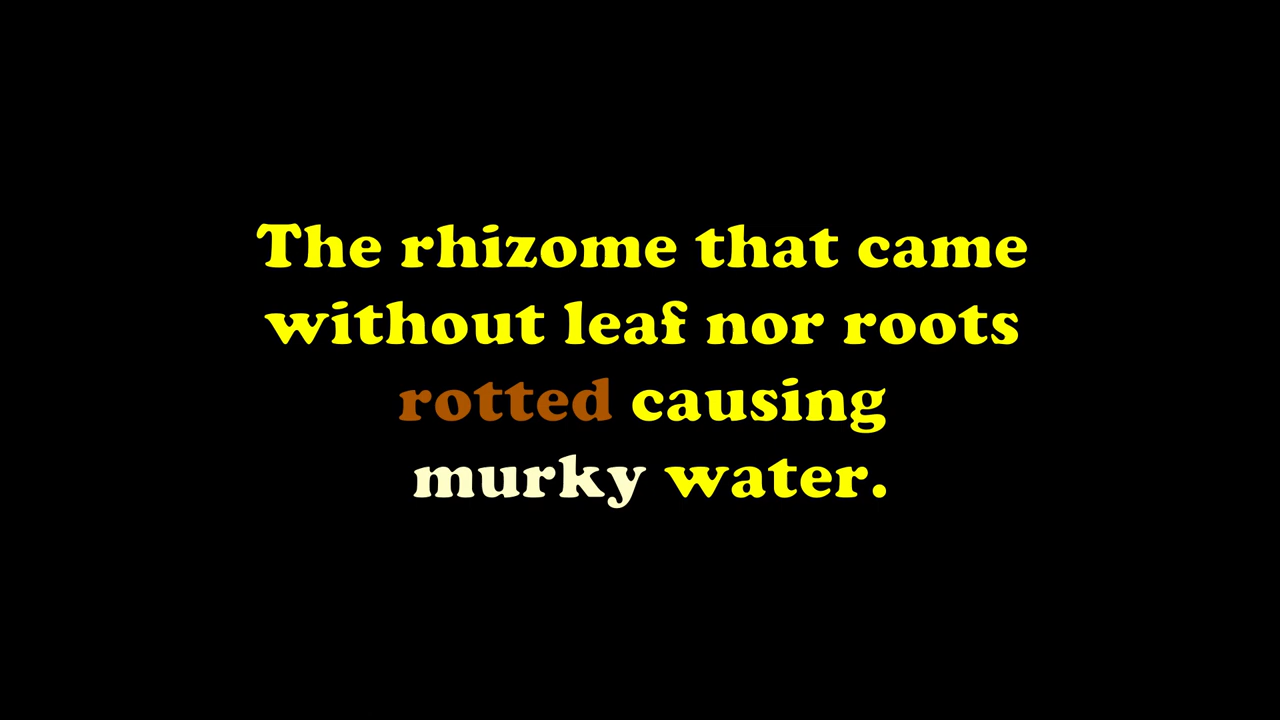 The rhizome that came
without leaf nor roots
rotted causing
murky water.